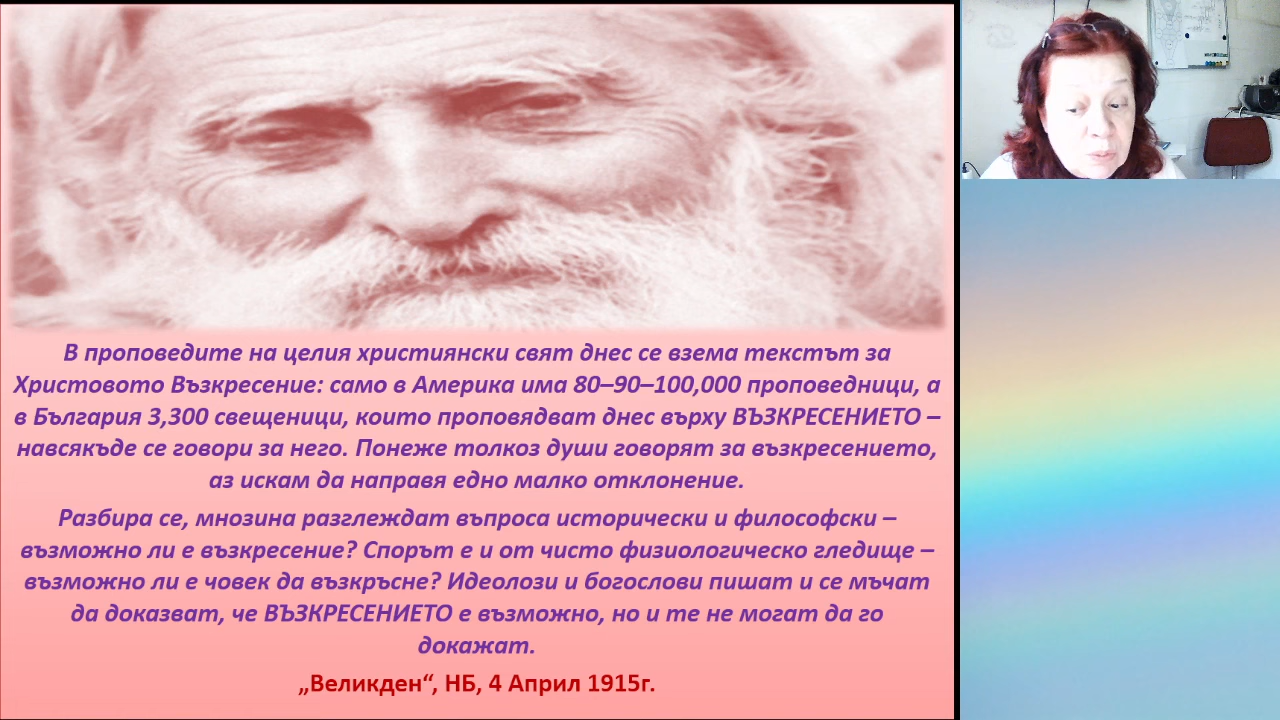 В проповедите на целия християнски свят днес се взема текстът за
Христовото Възкресение: само в Америка има 80–90–100,000 проповедници, а
в България 3,300 свещеници, които проповядват днес върху ВЪЗКРЕСЕНИЕТО –
навсякъде се говори за него. Понеже толкоз души говорят за възкресението,
аз искам да направя едно малко отклонение.
Разбира се, мнозина разглеждат въпроса исторически и философски –
възможно ли е възкресение? Спорът е и от чисто физиологическо гледище –
възможно ли е човек да възкръсне? Идеолози и богослови пишат и се мъчат
да доказват, че ВЪЗКРЕСЕНИЕТО е възможно, но и те не могат да го
докажат.
„Великден“, НБ, 4 Април 1915г.